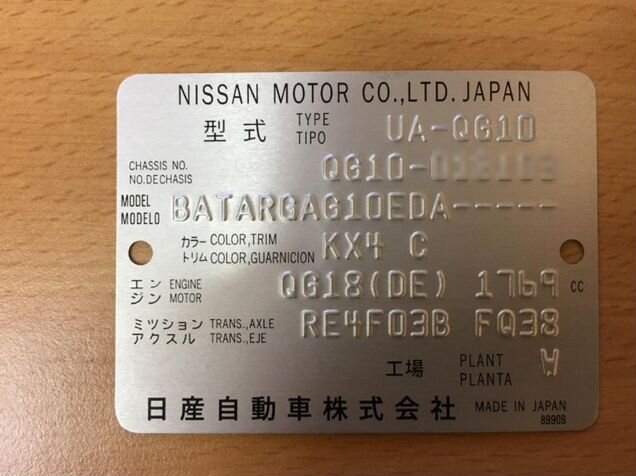 NISSAN MOTOR CO.,LTD. JAPAN
型式 TYPE TIPO UA-QG10
CHASSIS NO. NO.DECHASIS QG10-
MODEL MODELO BATARGAG10EDA-----
カラー COLOR,TRIM トリム COLOR,GUARNICION KX4 C
エンジン ENGINE MOTOR QG18(DE) 1769 CC
ミッション TRANS.,AXLE アクスル TRANS.,EJE RE4F03B FQ38
工場 PLANT PLANTA W
日産自動車株式会社 MADE IN JAPAN
89909